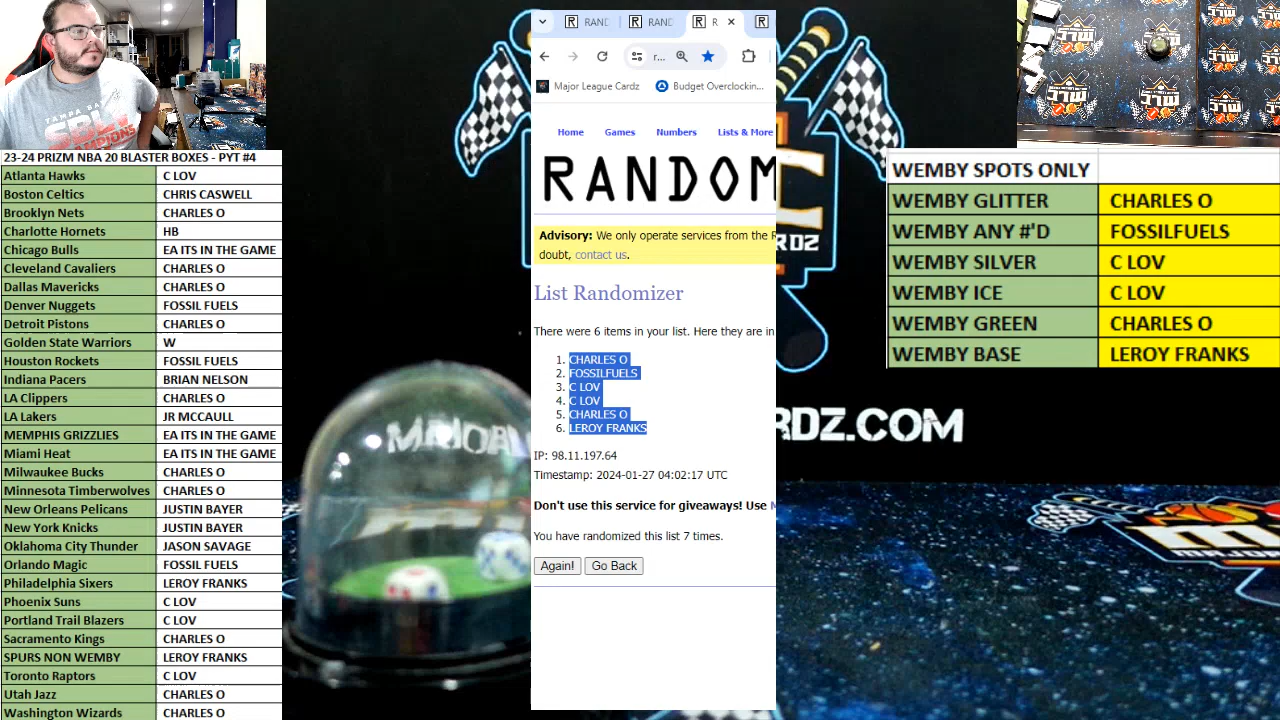 23-24 PRIZM NBA 20 BLASTER BOXES - PYT #4
Atlanta Hawks C LOV
Boston Celtics CHRIS CASWELL
Brooklyn Nets CHARLES O
Charlotte Hornets HB
Chicago Bulls EA ITS IN THE GAME
Cleveland Cavaliers CHARLES O
Dallas Mavericks CHARLES O
Denver Nuggets FOSSIL FUELS
Detroit Pistons CHARLES O
Golden State Warriors W
Houston Rockets FOSSIL FUELS
Indiana Pacers BRIAN NELSON
LA Clippers CHARLES O
LA Lakers JR MCCAULL
MEMPHIS GRIZZLIES EA ITS IN THE GAME
Miami Heat EA ITS IN THE GAME
Milwaukee Bucks CHARLES O
Minnesota Timberwolves CHARLES O
New Orleans Pelicans JUSTIN BAYER
New York Knicks JUSTIN BAYER
Oklahoma City Thunder JASON SAVAGE
Orlando Magic FOSSIL FUELS
Philadelphia Sixers LEROY FRANKS
Phoenix Suns C LOV
Portland Trail Blazers C LOV
Sacramento Kings CHARLES O
SPURS NON WEMBY LEROY FRANKS
Toronto Raptors C LOV
Utah Jazz CHARLES O
Washington Wizards CHARLES O
RAND RAND R
r...
Major League Cardz Budget Overclockin...
Home Games Numbers Lists & More
RANDOM
Advisory: We only operate services from the R
doubt, contact us.
List Randomizer
There were 6 items in your list. Here they are in
1. CHARLES O
2. FOSSILFUELS
3. C LOV
4. C LOV
5. CHARLES O
6. LEROY FRANKS
IP: 98.11.197.64
Timestamp: 2024-01-27 04:02:17 UTC
Don't use this service for giveaways! Use
You have randomized this list 7 times.
Again! Go Back
WEMBY SPOTS ONLY
WEMBY GLITTER CHARLES O
WEMBY ANY #'D FOSSILFUELS
WEMBY SILVER C LOV
WEMBY ICE C LOV
WEMBY GREEN CHARLES O
WEMBY BASE LEROY FRANKS
RDZ
RDZ.COM